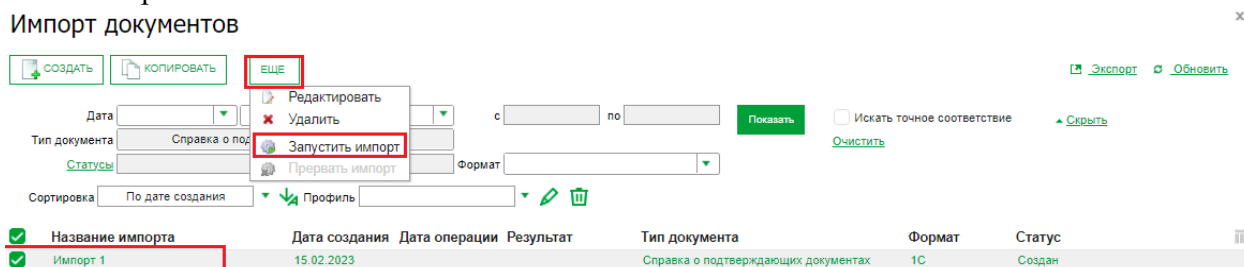 Импорт документов
x
СОЗДАТЬ КОПИРОВАТЬ ЕЩЕ Экспорт Обновить
Редактировать
Дата с по Показать Искать точное соответствие Скрыть
Удалить
Тип документа Справка о под Очистить
Запустить импорт
Статусы Прервать импорт Формат
Сортировка По дате создания Профиль
Название импорта Дата создания Дата операции Результат Тип документа Формат Статус
Импорт 1 15.02.2023 Справка о подтверждающих документах 1С Создан